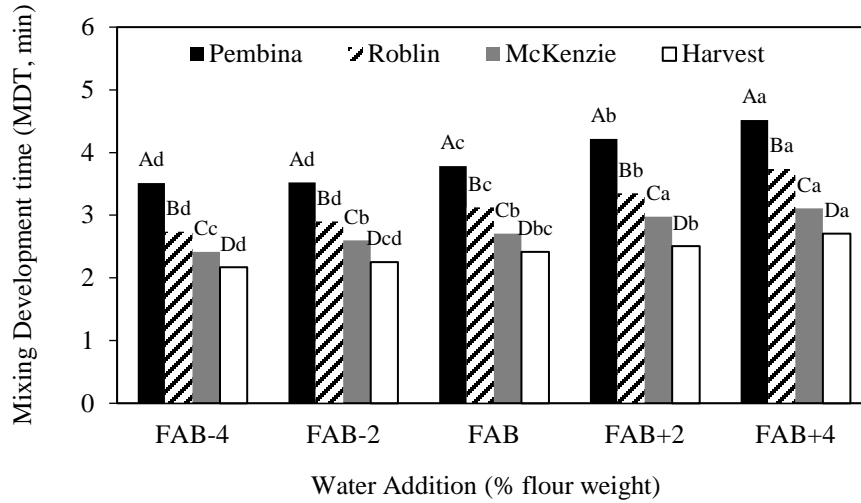 Mixing Development time (MDT, min)
6
5
4
3
2
1
0
Pembina Roblin McKenzie Harvest
Ad Bd Cc Dd
Ad Bd Cb Dcd
Ac Bc Cb Dbc
Ab Bb Ca Db
Aa Ba Ca Da
FAB-4 FAB-2 FAB FAB+2 FAB+4
Water Addition (% flour weight)